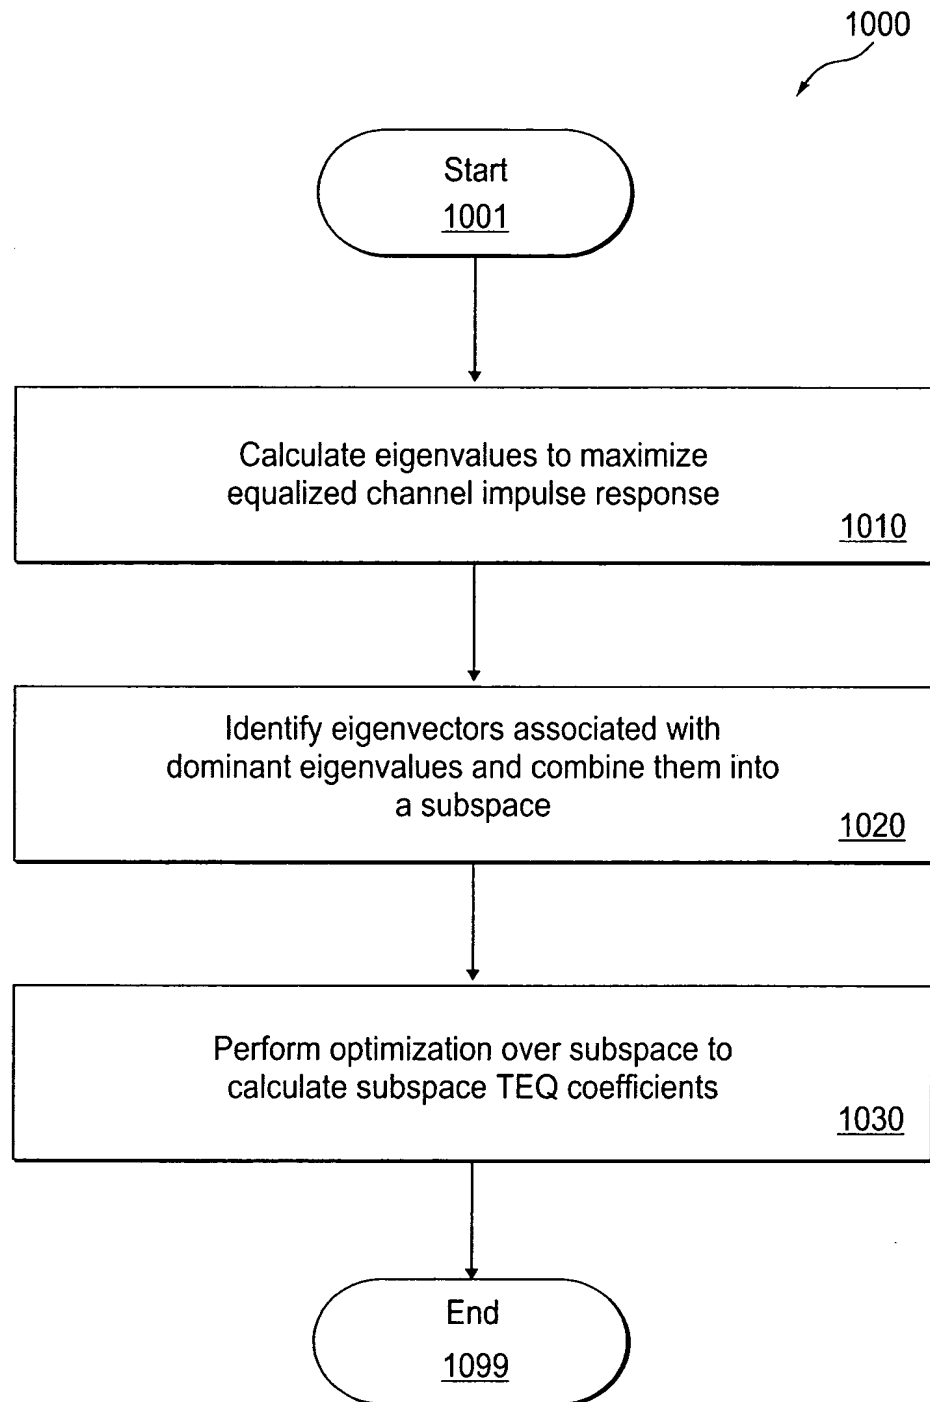 1000
Start
1001
Calculate eigenvalues to maximize
equalized channel impulse response
1010
Identify eigenvectors associated with
dominant eigenvalues and combine them into
a subspace
1020
Perform optimization over subspace to
calculate subspace TEQ coefficients
1030
End
1099